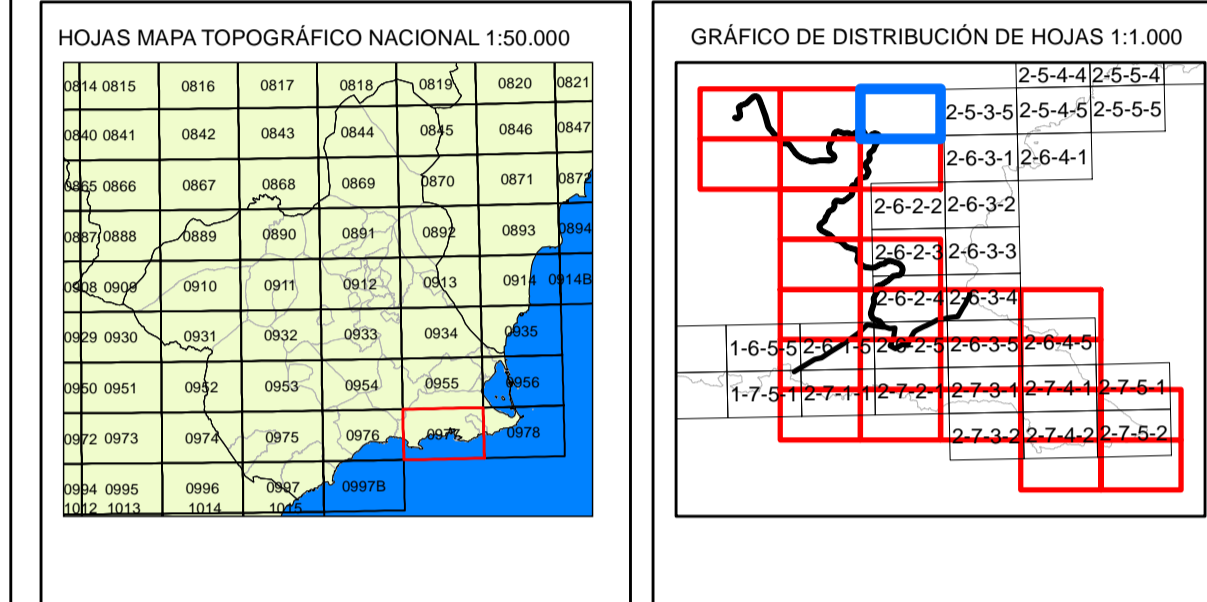 HOJAS MAPA TOPOGRÁFICO NACIONAL 1:50.000
0814 0815 0816 0817 0818 0819 0820 0821
0840 0841 0842 0843 0844 0845 0846 0847
0865 0866 0867 0868 0869 0870 0871 0872
0887 0888 0889 0890 0891 0892 0893 0894
0908 0909 0910 0911 0912 0913 0914 0914B
0929 0930 0931 0932 0933 0934 0935
0950 0951 0952 0953 0954 0955 0956
0972 0973 0974 0975 0976 0977 0978
0994 0995 0996 0997 0997B
1012 1013 1014 1015
GRÁFICO DE DISTRIBUCIÓN DE HOJAS 1:1.000
2-5-4-4 2-5-5-4
2-5-3-5 2-5-4-5 2-5-5-5
2-6-3-1 2-6-4-1
2-6-2-2 2-6-3-2
2-6-2-3 2-6-3-3
2-6-2-4 2-6-3-4
1-6-5-5 2-6-1-5 2-6-2-5 2-6-3-5 2-6-4-5
1-7-5-1 2-7-1-1 2-7-2-1 2-7-3-1 2-7-4-1 2-7-5-1
2-7-3-2 2-7-4-2 2-7-5-2